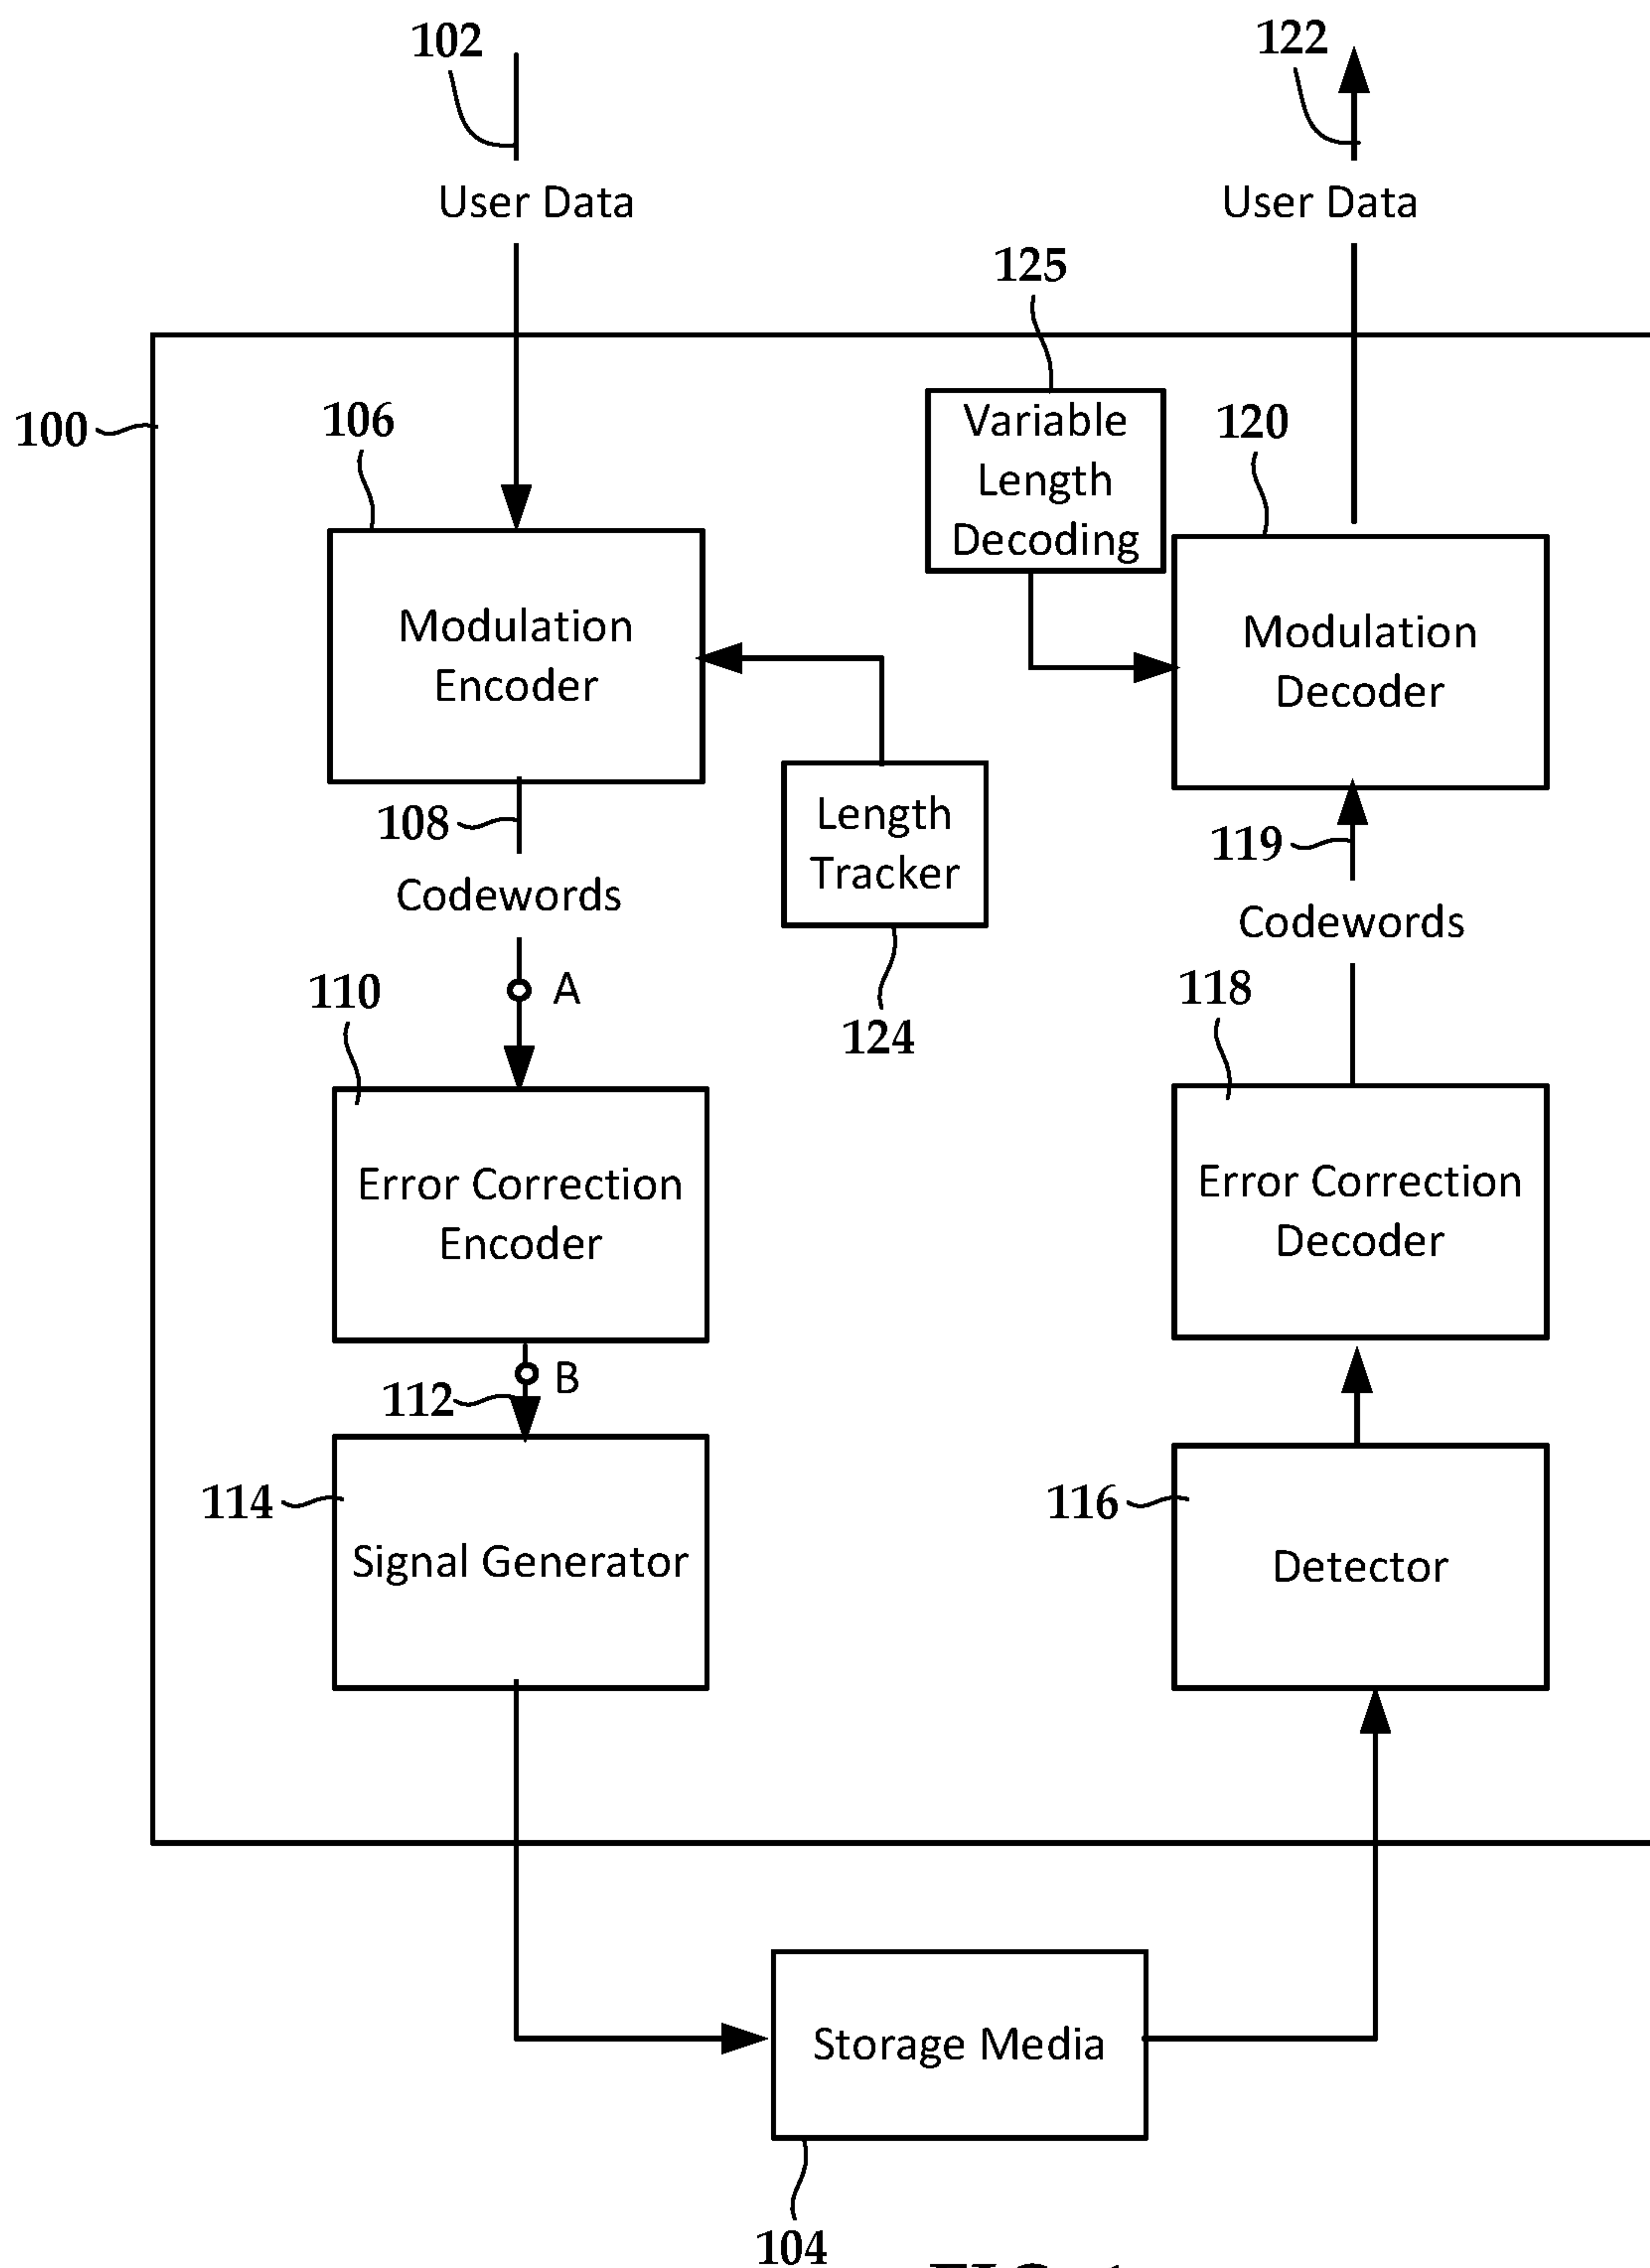 102
122
User Data
User Data
125
100
106
Variable
Length
Decoding
120
Modulation
Encoder
Modulation
Decoder
108
Length
Tracker
119
Codewords
Codewords
110
A
118
124
Error Correction
Encoder
Error Correction
Decoder
B
112
114
116
Signal Generator
Detector
Storage Media
104